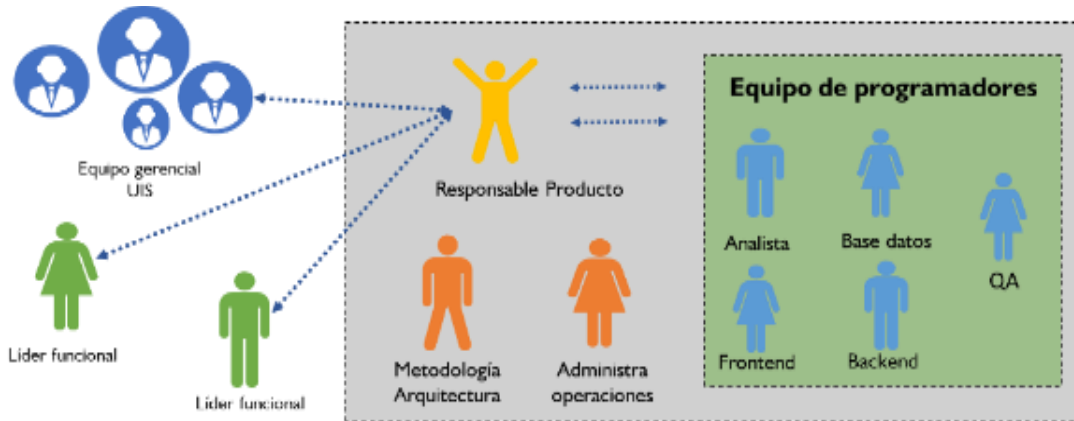 Equipo gerencial
UIS
Líder funcional
Líder funcional
Responsable Producto
Metodología
Arquitectura
Administra
operaciones
Equipo de programadores
Analista
Base datos
QA
Frontend
Backend